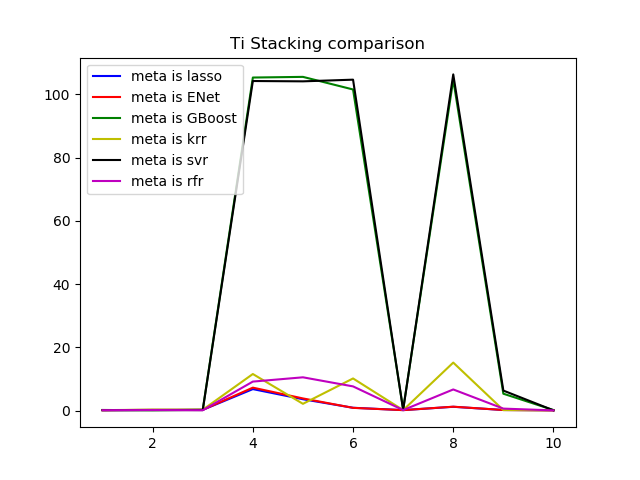 Ti Stacking comparison
meta is lasso
meta is ENet
meta is GBoost
meta is krr
meta is svr
meta is rfr
100
80
60
40
20
0
2 4 6 8 10